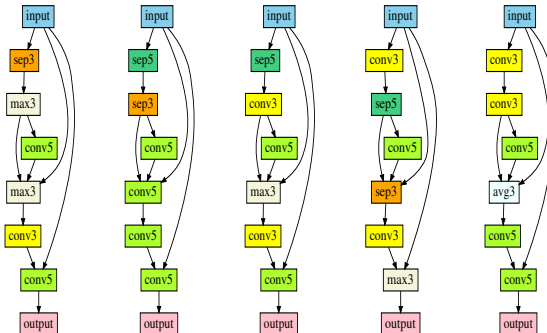 input input input input input
sep3 sep5 sep5 conv3 conv3
max3 sep3 conv3 sep5 conv3
conv5 conv5 conv5 conv5 conv5
max3 conv5 max3 sep3 avg3
conv3 conv5 conv3 conv3 conv5
conv5 conv5 conv5 max3 conv5
output output output output output